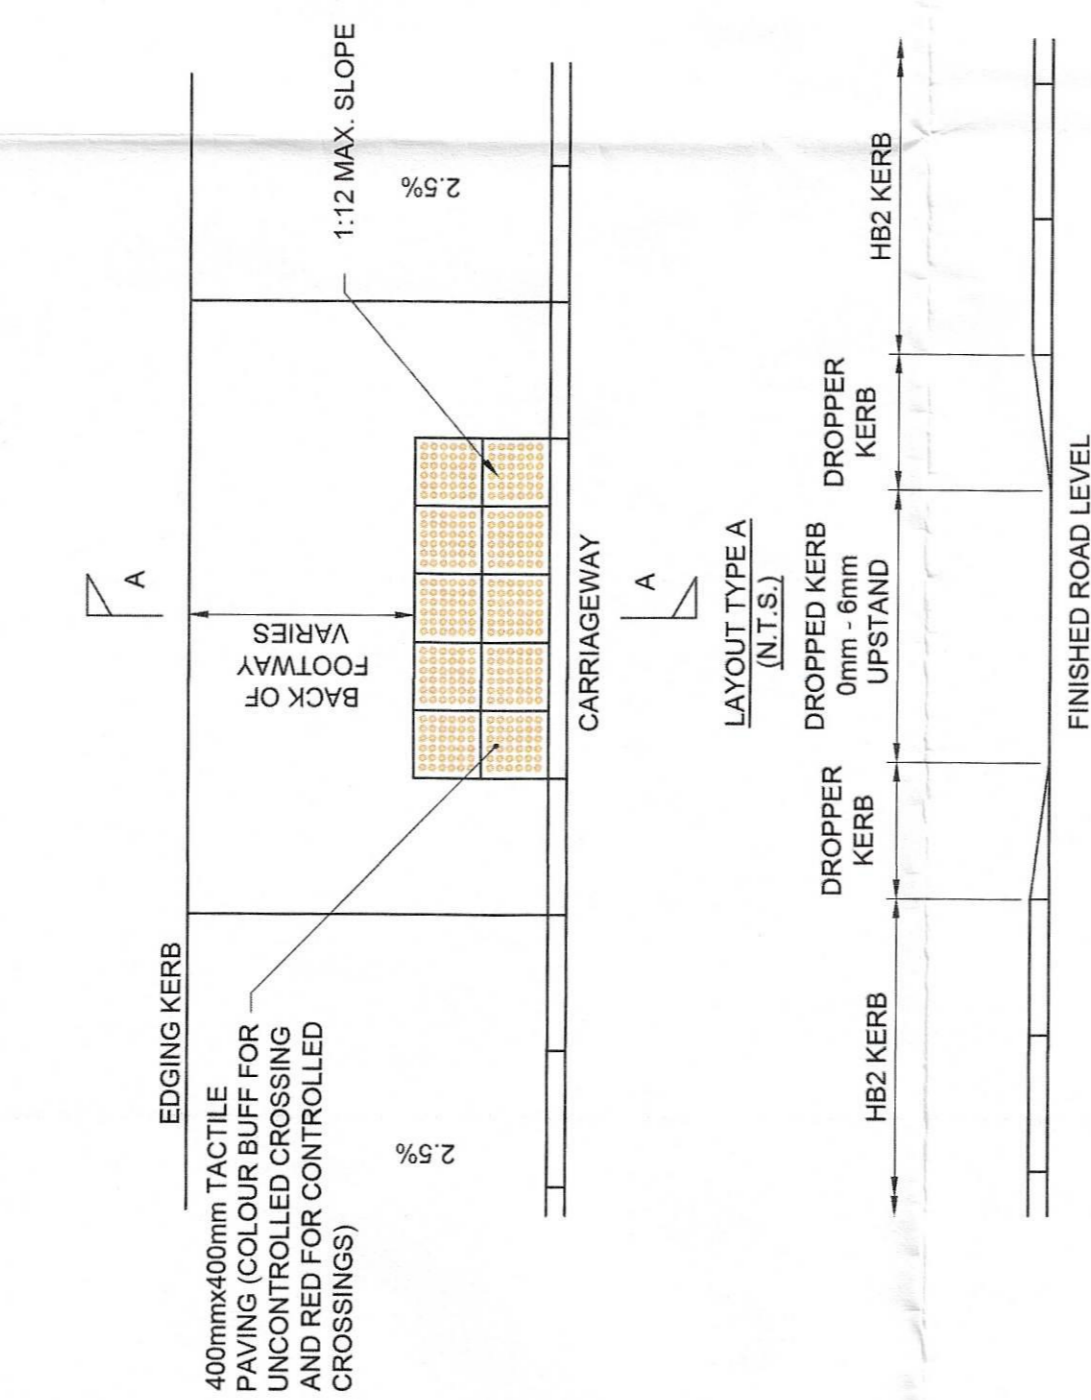 EDGING KERB
400mmx400mm TACTILE
PAVING (COLOUR BUFF FOR
UNCONTROLLED CROSSING
AND RED FOR CONTROLLED
CROSSINGS)
2.5%
A
BACK OF
FOOTWAY
VARIES
1:12 MAX. SLOPE
2.5%
CARRIAGEWAY
A
LAYOUT TYPE A
(N.T.S.)
HB2 KERB
DROPPER
KERB
DROPPED KERB
0mm - 6mm
UPSTAND
DROPPER
KERB
HB2 KERB
FINISHED ROAD LEVEL